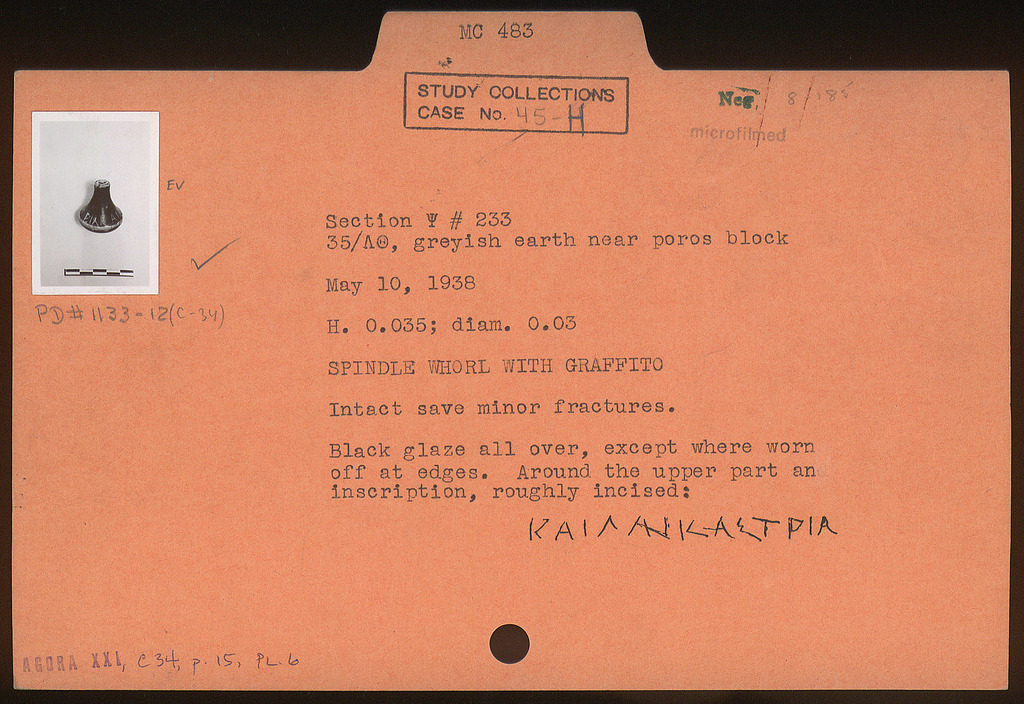 MC 483
STUDY COLLECTIONS
CASE No. 45-H
Neg. 8/185
microfilmed
EV
PD# 1133-12(C-34)
Section Ψ # 233
35/ΛΘ, greyish earth near poros block
May 10, 1938
H. 0.035; diam. 0.03
SPINDLE WHORL WITH GRAFFITO
Intact save minor fractures.
Black glaze all over, except where worn
off at edges. Around the upper part an
inscription, roughly incised:
AGORA XXI, C 34, p. 15, PL. 6